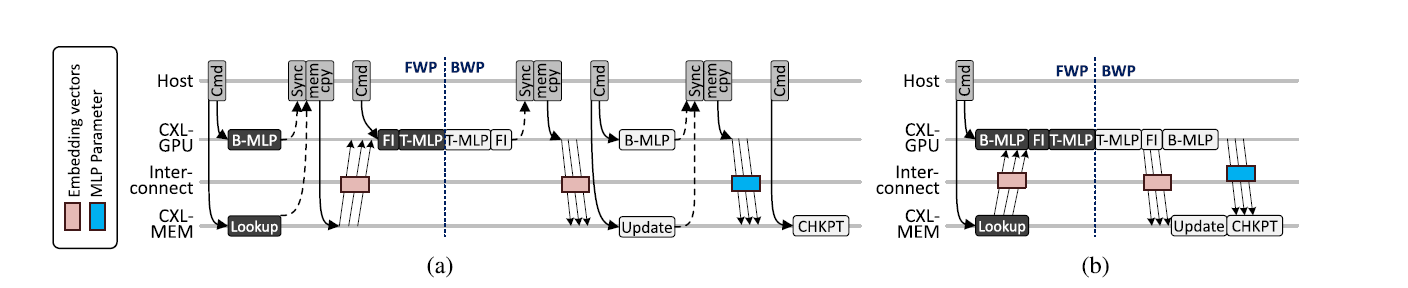 Embedding vectors
MLP Parameter
Host
CXL-
GPU
Inter-
connect
CXL-
MEM
Cmd
Sync
mem
cpy
Cmd
FWP
BWP
Sync
mem
cpy
Cmd
Sync
mem
cpy
Cmd
B-MLP
FI
T-MLP
T-MLP
FI
B-MLP
Lookup
Update
CHKPT
(a)
Host
CXL-
GPU
Inter-
connect
CXL-
MEM
Cmd
FWP
BWP
B-MLP
FI
T-MLP
T-MLP
FI
B-MLP
Lookup
Update
CHKPT
(b)